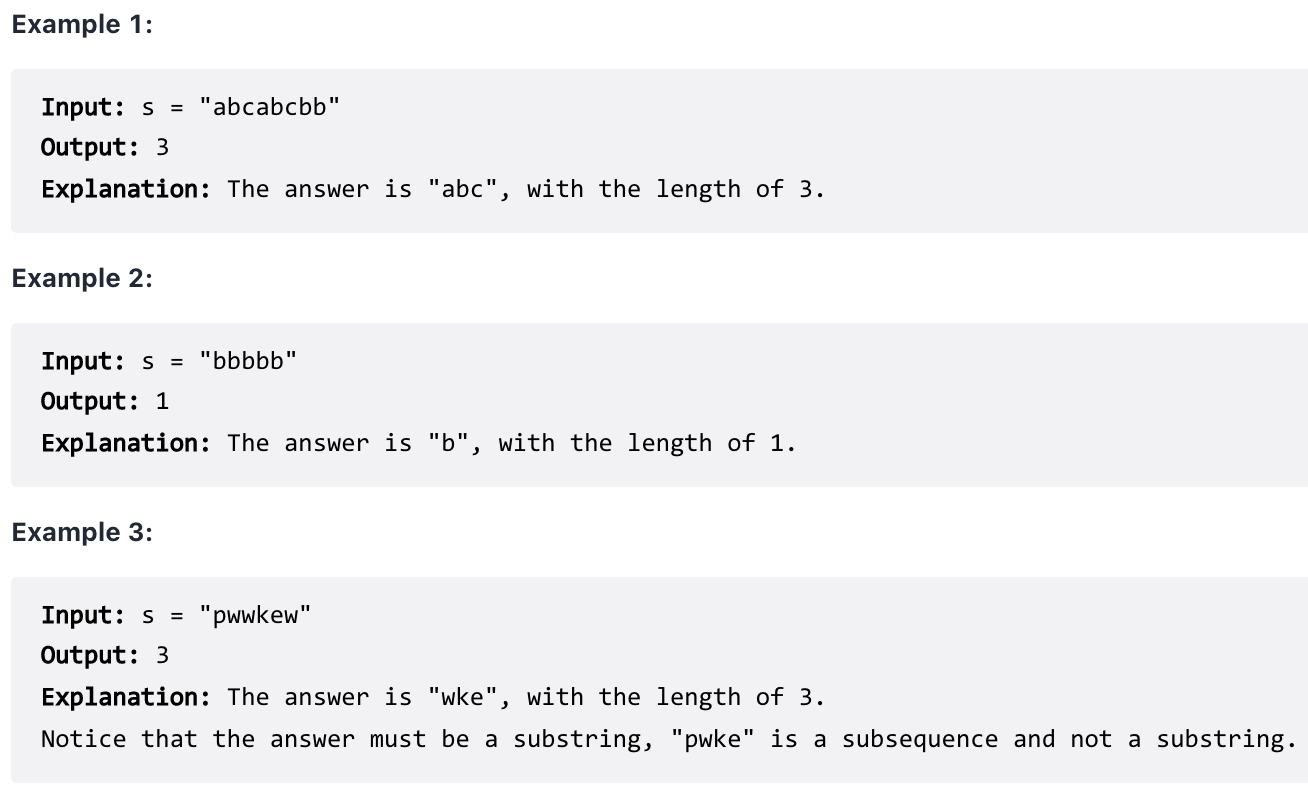 Example 1:
Input: s = "abcabcbb"
Output: 3
Explanation: The answer is "abc", with the length of 3.
Example 2:
Input: s = "bbbbb"
Output: 1
Explanation: The answer is "b", with the length of 1.
Example 3:
Input: s = "pwwkew"
Output: 3
Explanation: The answer is "wke", with the length of 3.
Notice that the answer must be a substring, "pwke" is a subsequence and not a substring.